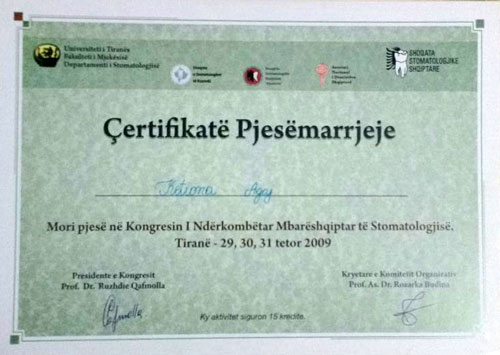 Universiteti i Tiranës
Fakulteti i Mjekësisë
Departamenti i Stomatologjisë
SHOQATA
STOMATOLOGJIKE
SHQIPTARE
Çertifikatë Pjesëmarrjeje
Mori pjesë në Kongresin I Ndërkombëtar Mbarëshqiptar të Stomatologjisë.
Tiranë - 29, 30, 31 tetor 2009
Presidente e Kongresit
Prof. Dr. Ruzhdie Qafmolla
Kryetare e Komitetit Organizator
Prof. As. Dr. Rozarka Budina
Ky aktivitet siguron 15 kredite.